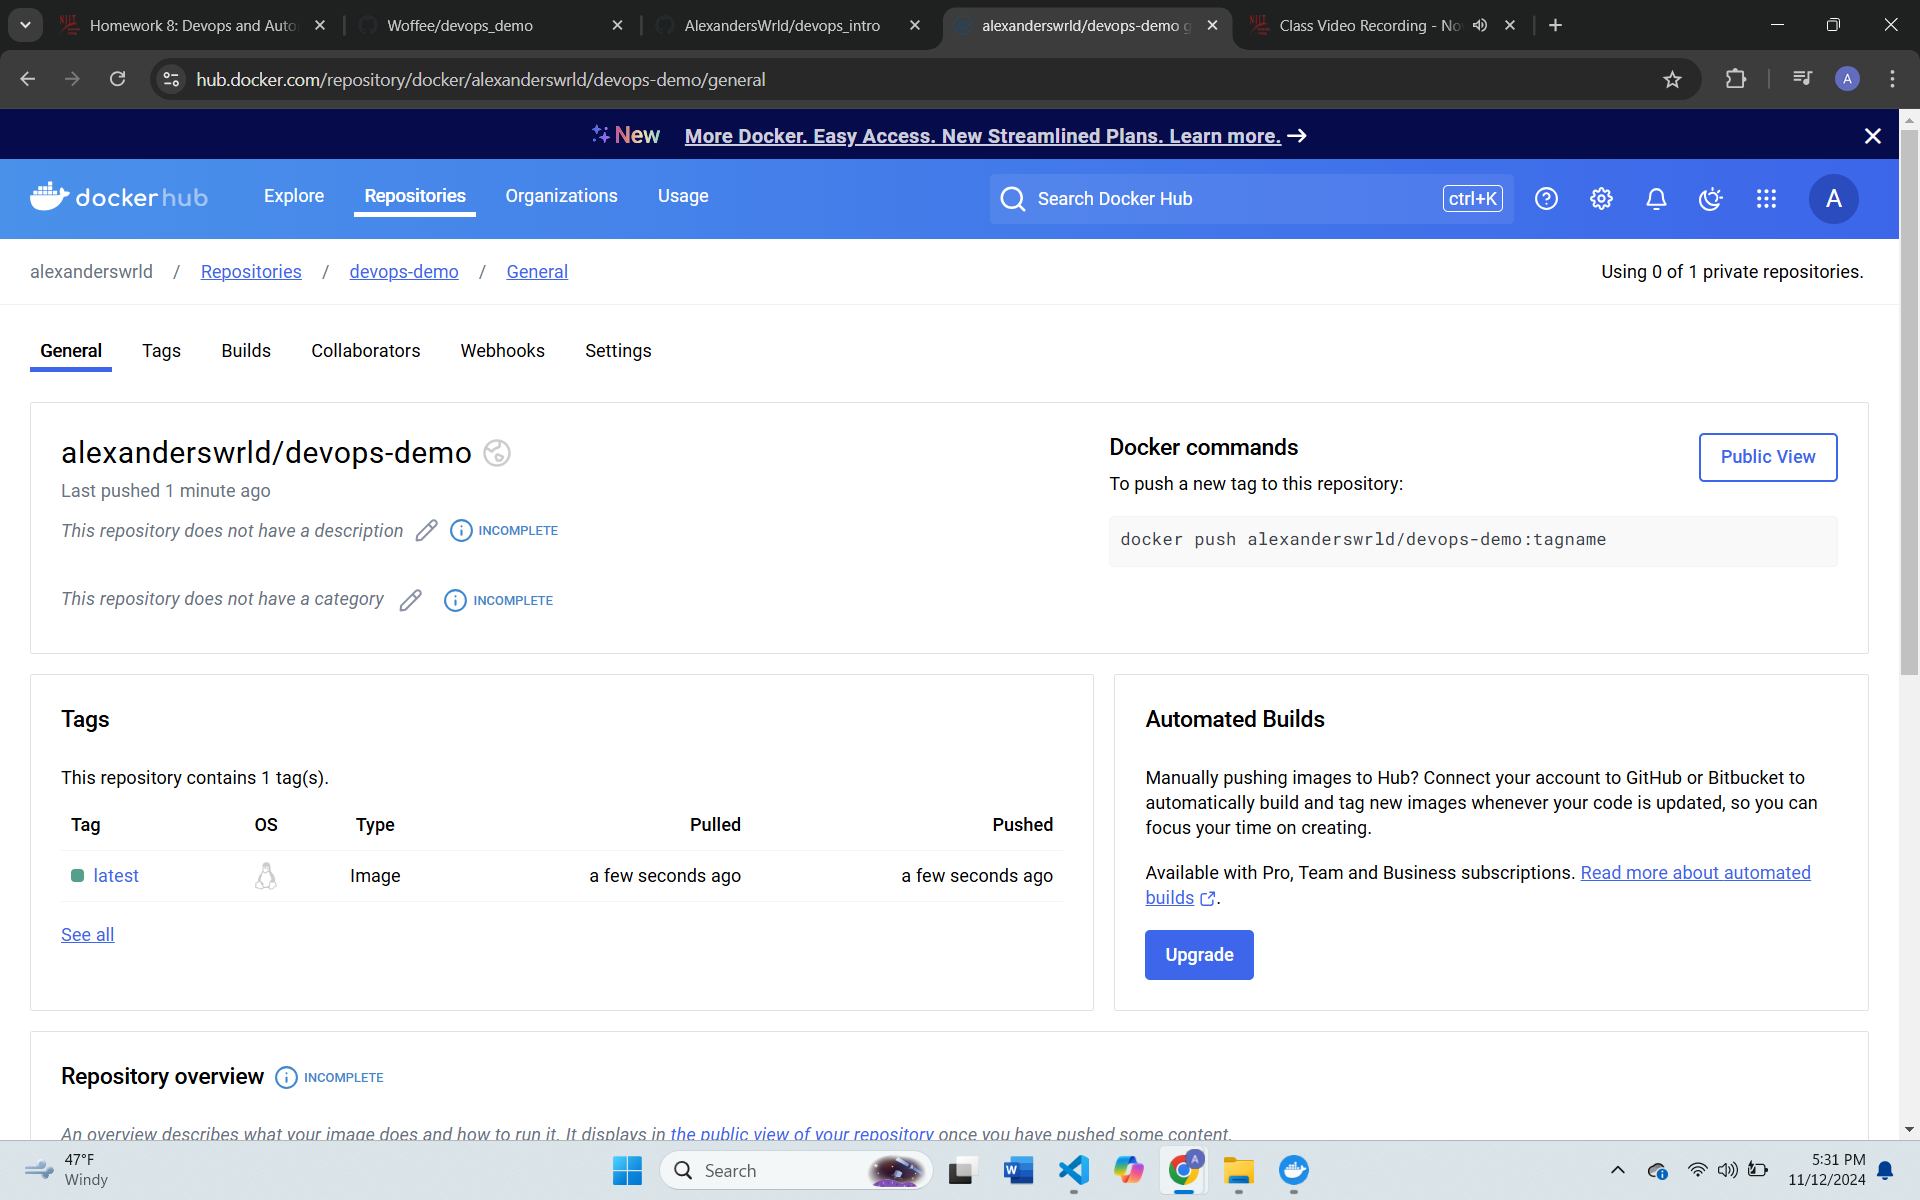 Homework 8: Devops and Auto
Woffee/devops_demo
AlexandersWrld/devops_intro
alexanderswrld/devops-demo g
Class Video Recording - No
hub.docker.com/repository/docker/alexanderswrld/devops-demo/general
A
New More Docker. Easy Access. New Streamlined Plans. Learn more.
docker hub
Explore
Repositories
Organizations
Usage
Search Docker Hub
ctrl+K
A
alexanderswrld / Repositories / devops-demo / General
Using 0 of 1 private repositories.
General
Tags
Builds
Collaborators
Webhooks
Settings
alexanderswrld/devops-demo
Last pushed 1 minute ago
This repository does not have a description INCOMPLETE
This repository does not have a category INCOMPLETE
Docker commands
Public View
To push a new tag to this repository:
docker push alexanderswrld/devops-demo:tagname
Tags
This repository contains 1 tag(s).
Tag OS Type Pulled Pushed
latest Image a few seconds ago a few seconds ago
See all
Automated Builds
Manually pushing images to Hub? Connect your account to GitHub or Bitbucket to
automatically build and tag new images whenever your code is updated, so you can
focus your time on creating.
Available with Pro, Team and Business subscriptions. Read more about automated
builds .
Upgrade
Repository overview INCOMPLETE
An overview describes what your image does and how to run it. It displays in the public view of your repository once you have pushed some content.
47°F
Windy
Search
A
5:31 PM
11/12/2024